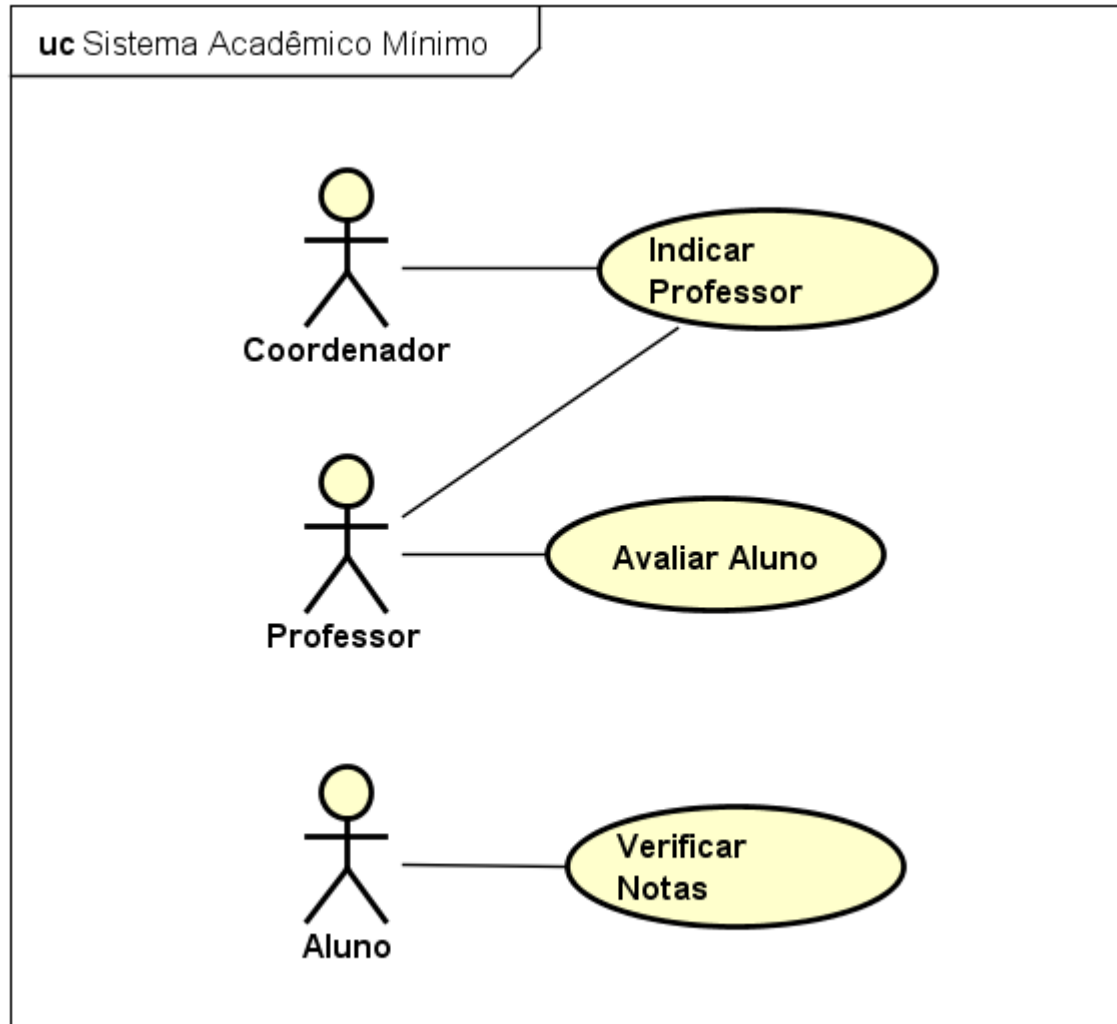 uc Sistema Acadêmico Mínimo
Indicar
Professor
Coordenador
Avaliar Aluno
Professor
Verificar
Notas
Aluno